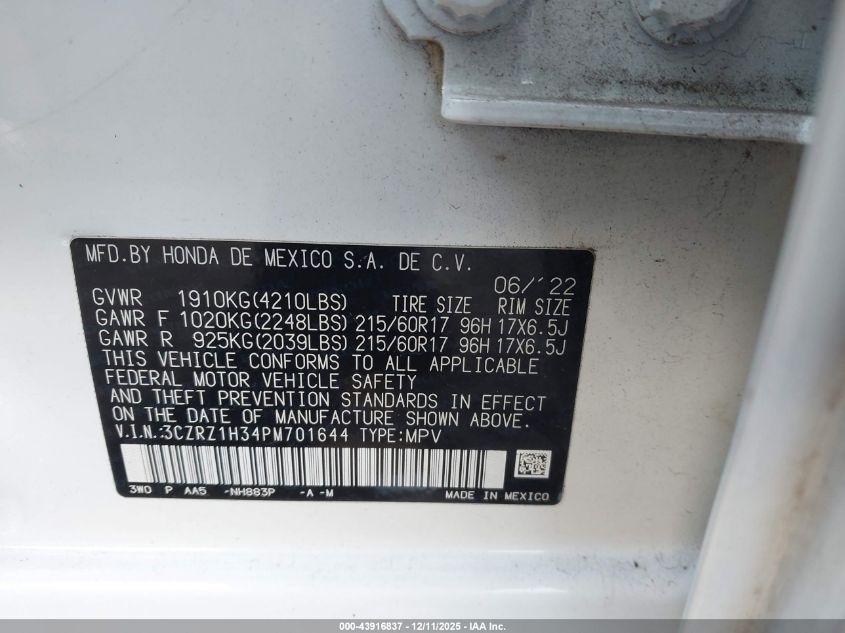 MFD.BY HONDA DE MEXICO S.A. DE C.V.
06/'22
GVWR 1910KG(4210LBS) TIRE SIZE RIM SIZE
GAWR F 1020KG(2248LBS) 215/60R17 96H 17X6.5J
GAWR R 925KG(2039LBS) 215/60R17 96H 17X6.5J
THIS VEHICLE CONFORMS TO ALL APPLICABLE
FEDERAL MOTOR VEHICLE SAFETY
AND THEFT PREVENTION STANDARDS IN EFFECT
ON THE DATE OF MANUFACTURE SHOWN ABOVE.
V.I.N.:3CZRZ1H34PM701644 TYPE:MPV
3W0 P AA5 -NH883P -A -M MADE IN MEXICO
000-43916837 - 12/11/2025 - IAA Inc.